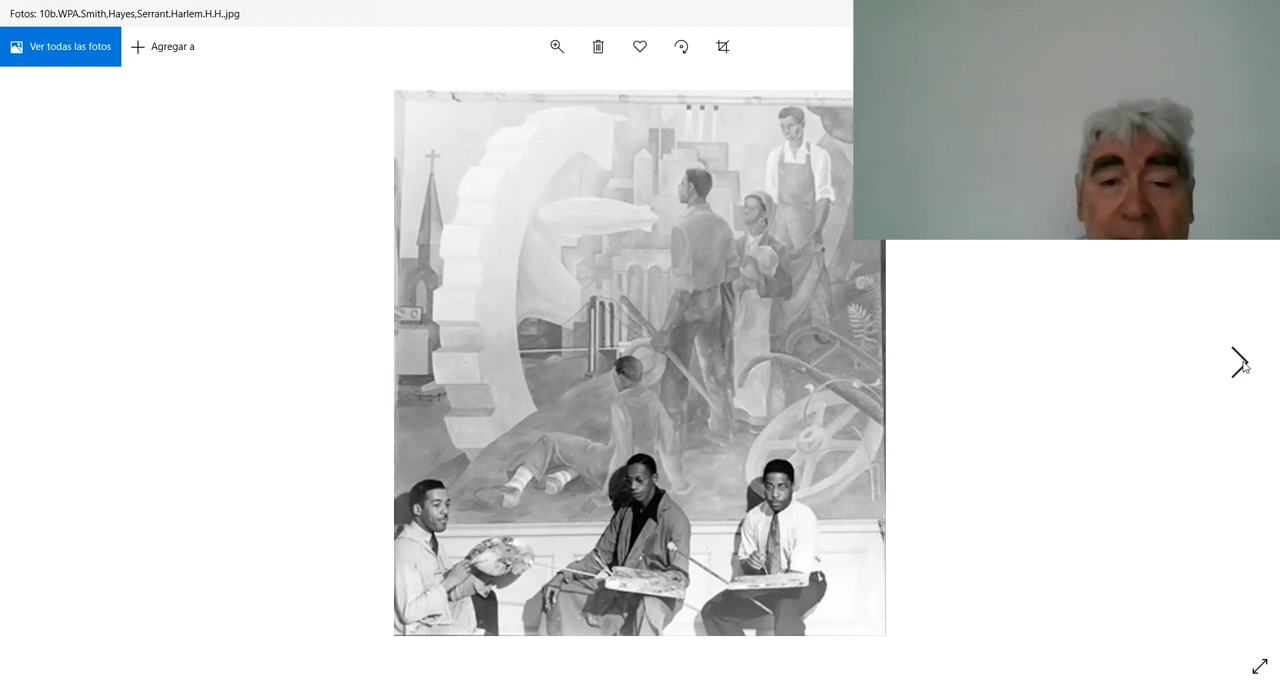 Fotos: 10b.WPA.Smith,Hayes,Serrant.Harlem.H.H..jpg
Ver todas las fotos
Agregar a